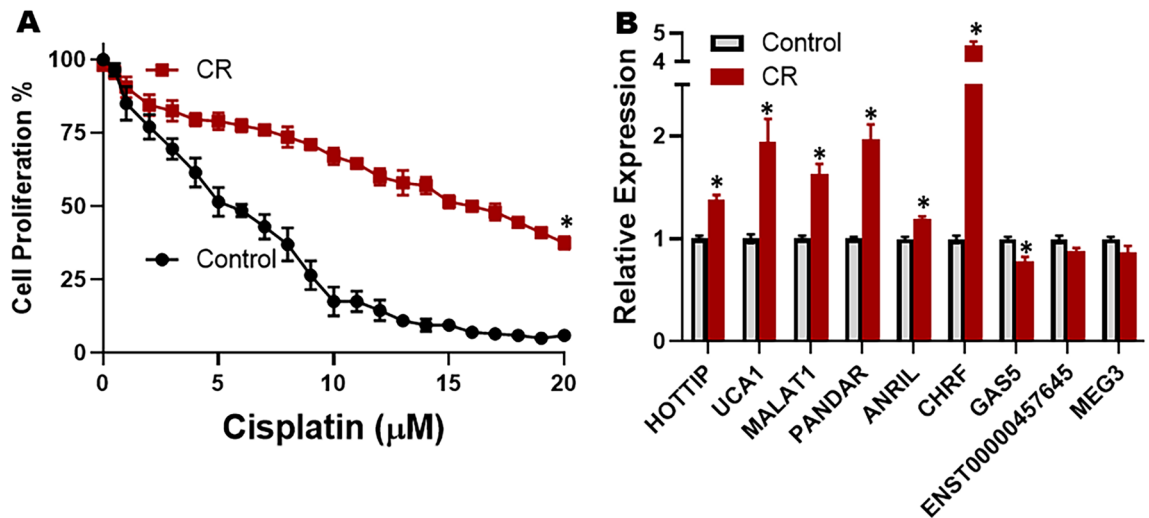 A
Cell Proliferation %
100
75
50
25
0
CR
Control
*
0 5 10 15 20
Cisplatin (μM)
B
Relative Expression
5
4
2
1
0
Control
CR
* * * * * * *
HOTTIP
UCA1
MALAT1
PANDAR
ANRIL
CHRF
GAS5
ENST00000457645
MEG3